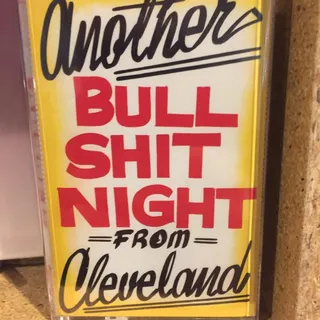 Another
BULL
SHIT
NIGHT
=FROM=
Cleveland